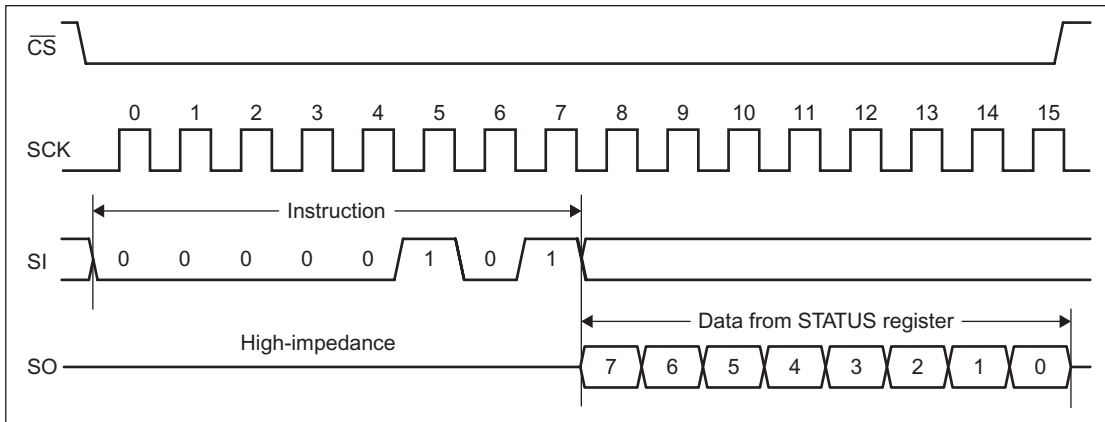 CS
0 1 2 3 4 5 6 7 8 9 10 11 12 13 14 15
SCK
Instruction
SI 0 0 0 0 0 1 0 1
Data from STATUS register
High-impedance
SO 7 6 5 4 3 2 1 0